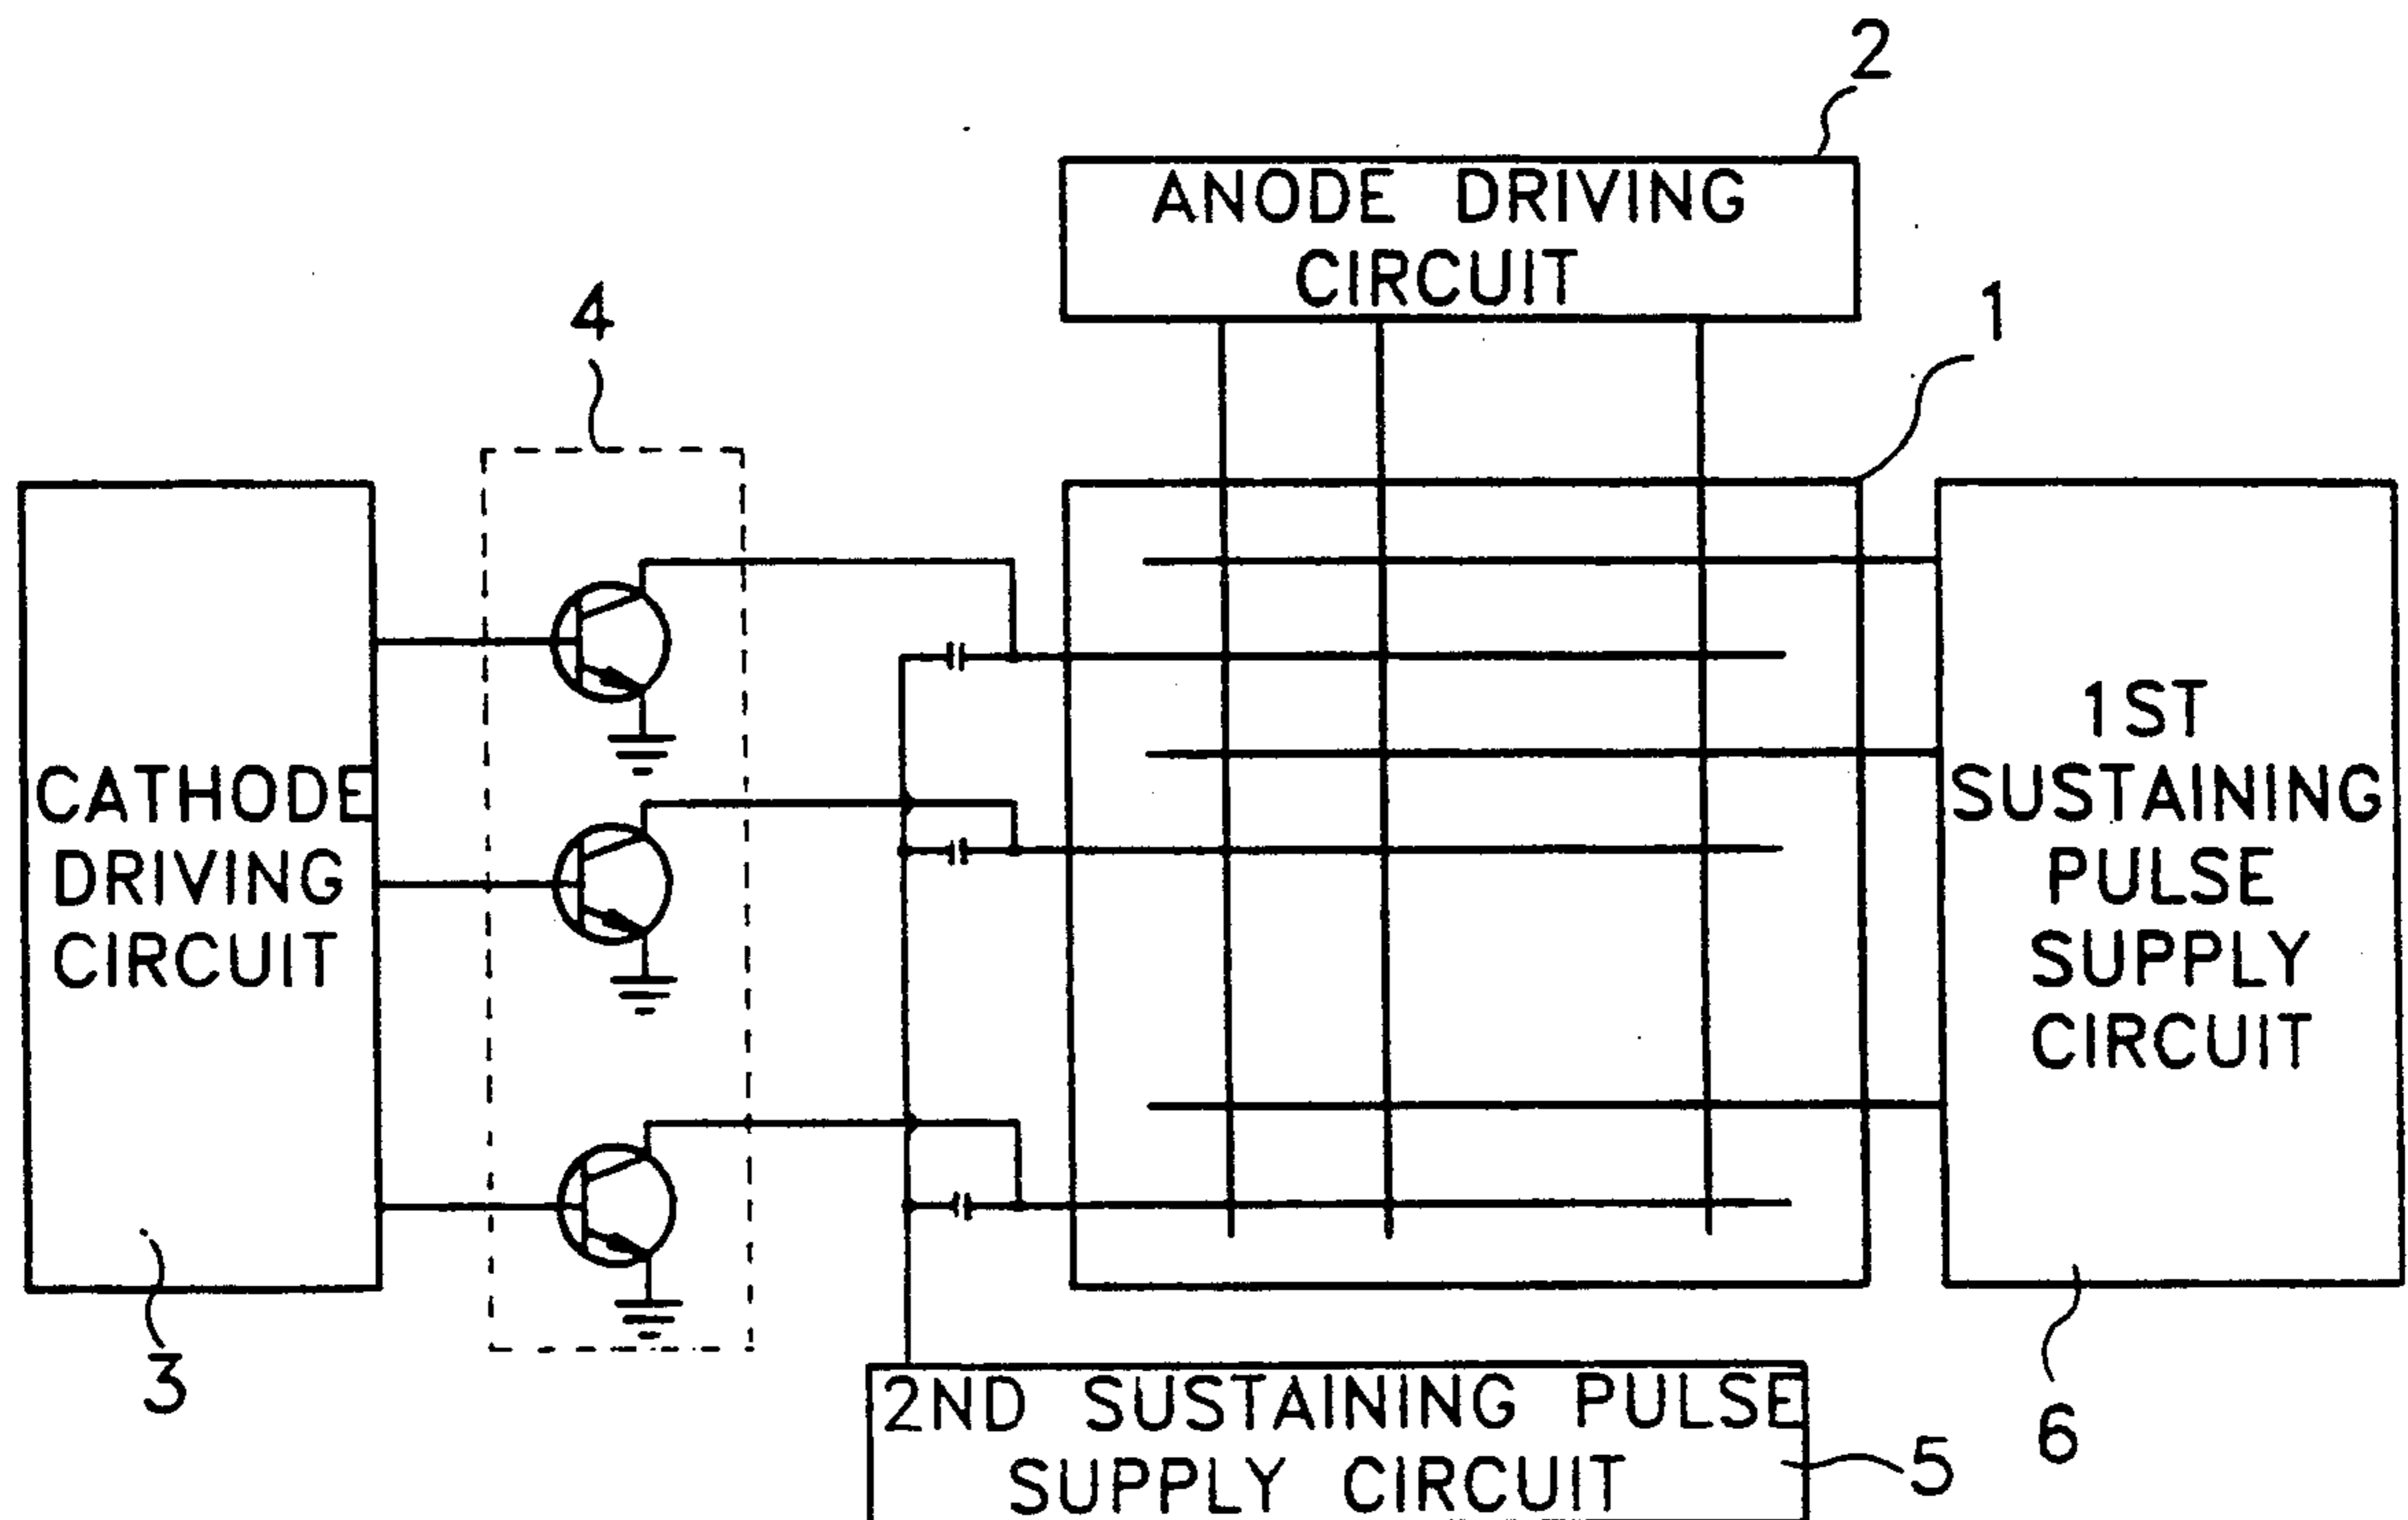 2
ANODE DRIVING
CIRCUIT
1
4
CATHODE
DRIVING
CIRCUIT
1ST
SUSTAINING
PULSE
SUPPLY
CIRCUIT
3
2ND SUSTAINING PULSE
SUPPLY CIRCUIT
5
6